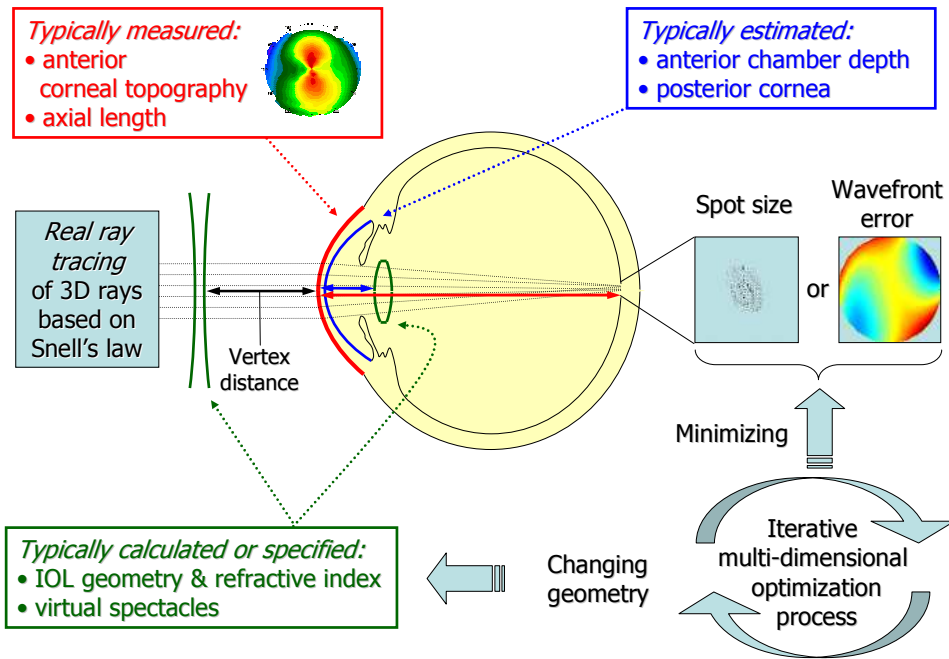 Typically measured:
• anterior
corneal topography
• axial length
Typically estimated:
• anterior chamber depth
• posterior cornea
Real ray
tracing
of 3D rays
based on
Snell's law
Vertex
distance
Spot size
Wavefront
error
or
Minimizing
Iterative
multi-dimensional
optimization
process
Changing
geometry
Typically calculated or specified:
• IOL geometry & refractive index
• virtual spectacles